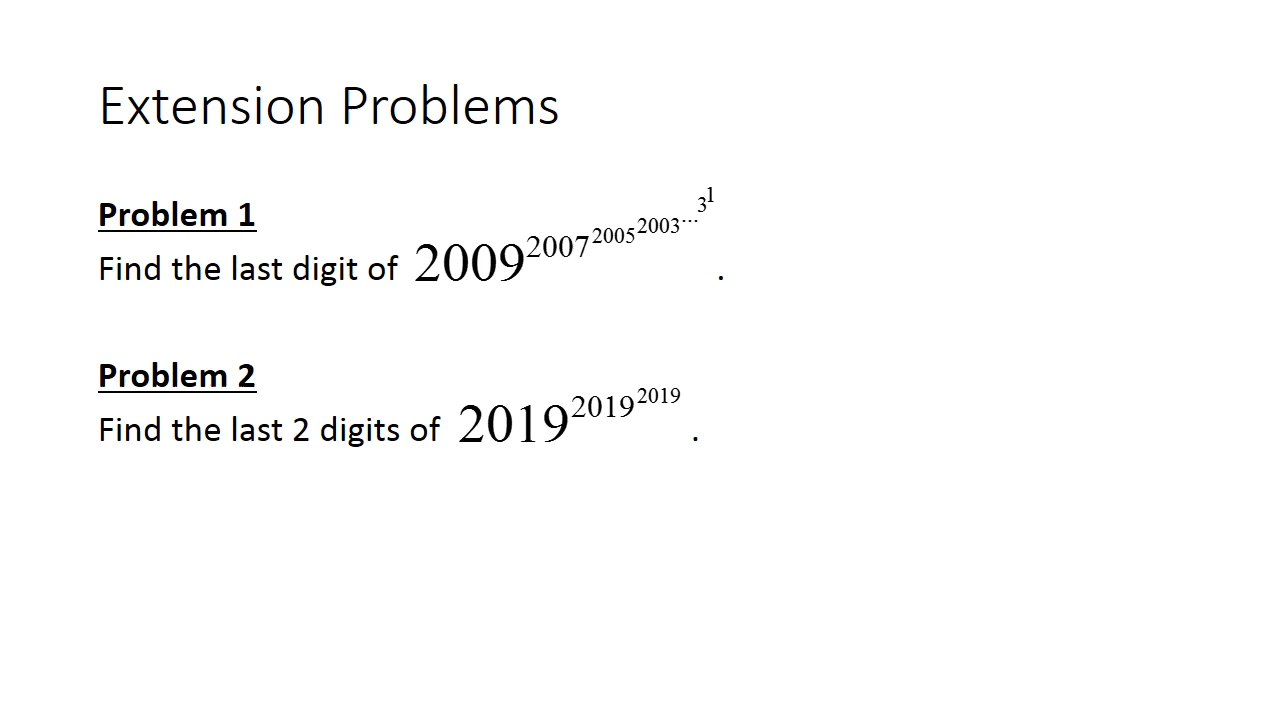 Extension Problems
Problem 1
Find the last digit of 2009^{2007^{2005^{2003^{...^{3^{1}}}}}} .
Problem 2
Find the last 2 digits of 2019^{2019^{2019}} .